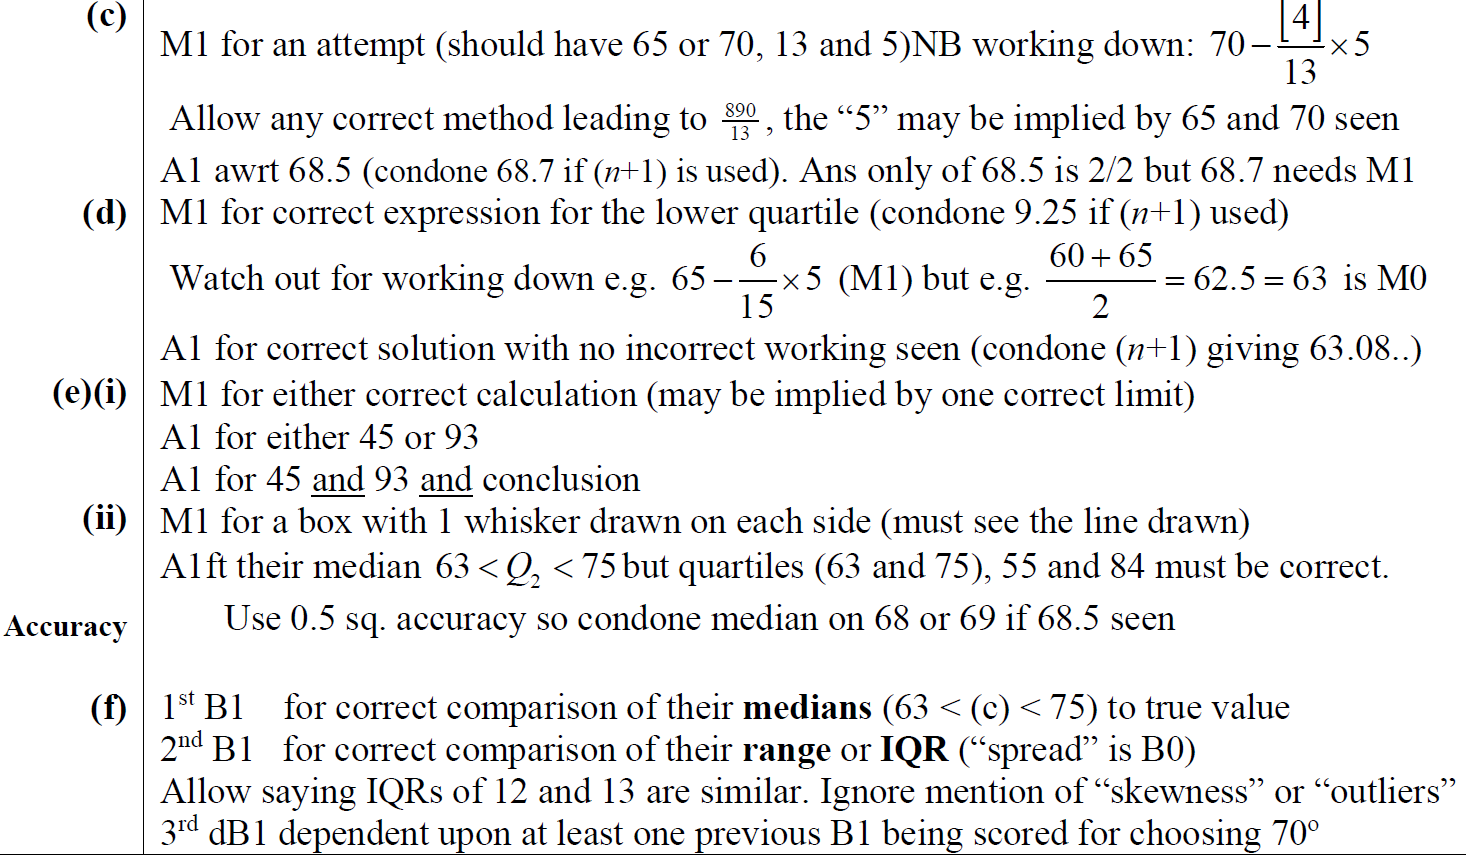 (c) M1 for an attempt (should have 65 or 70, 13 and 5)NB working down: 70 − [4]/13 × 5
Allow any correct method leading to 890/13, the “5” may be implied by 65 and 70 seen
A1 awrt 68.5 (condone 68.7 if (n+1) is used). Ans only of 68.5 is 2/2 but 68.7 needs M1
(d) M1 for correct expression for the lower quartile (condone 9.25 if (n+1) used)
Watch out for working down e.g. 65 − 6/15 × 5 (M1) but e.g. (60 + 65)/2 = 62.5 = 63 is M0
A1 for correct solution with no incorrect working seen (condone (n+1) giving 63.08..)
(e)(i) M1 for either correct calculation (may be implied by one correct limit)
A1 for either 45 or 93
A1 for 45 and 93 and conclusion
(ii) M1 for a box with 1 whisker drawn on each side (must see the line drawn)
A1ft their median 63 < Q₂ < 75 but quartiles (63 and 75), 55 and 84 must be correct.
Accuracy Use 0.5 sq. accuracy so condone median on 68 or 69 if 68.5 seen
(f) 1st B1 for correct comparison of their medians (63 < (c) < 75) to true value
2nd B1 for correct comparison of their range or IQR (“spread” is B0)
Allow saying IQRs of 12 and 13 are similar. Ignore mention of “skewness” or “outliers”
3rd dB1 dependent upon at least one previous B1 being scored for choosing 70°